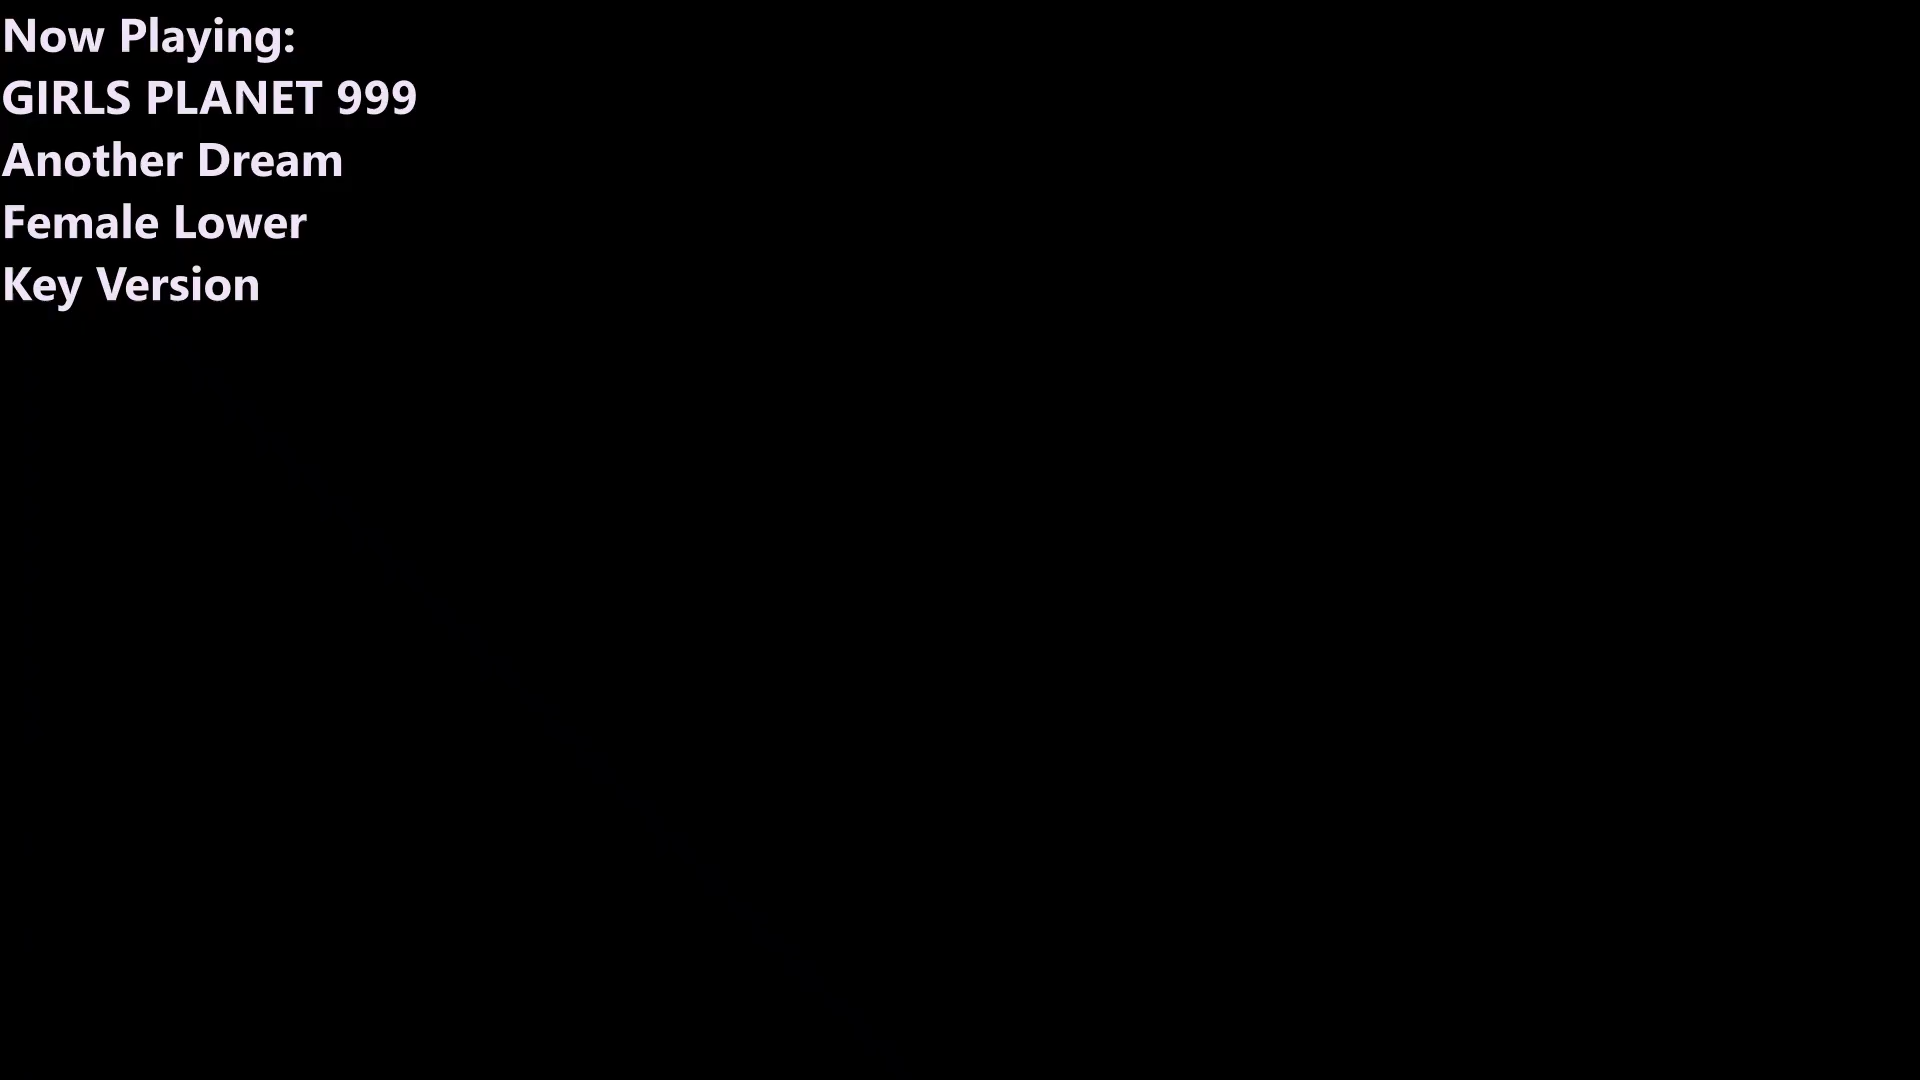 Now Playing:
GIRLS PLANET 999
Another Dream
Female Lower
Key Version